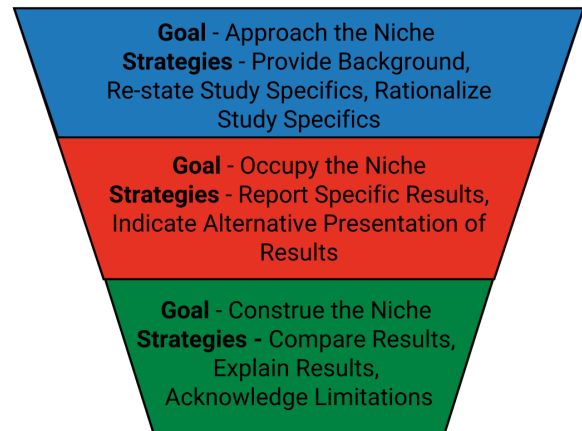 Goal - Approach the Niche
Strategies - Provide Background,
Re-state Study Specifics, Rationalize
Study Specifics
Goal - Occupy the Niche
Strategies - Report Specific Results,
Indicate Alternative Presentation of
Results
Goal - Construe the Niche
Strategies - Compare Results,
Explain Results,
Acknowledge Limitations